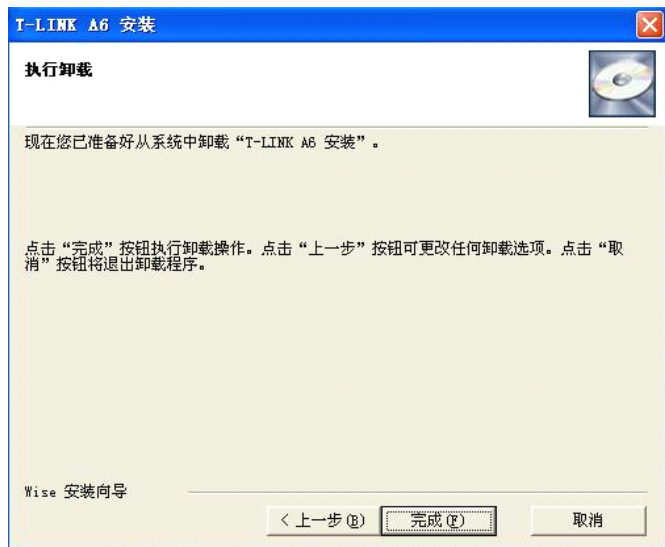 T-LINK A6 安装
执行卸载
现在您已准备好从系统中卸载“T-LINK A6 安装”。
点击“完成”按钮执行卸载操作。点击“上一步”按钮可更改任何卸载选项。点击“取
消”按钮将退出卸载程序。
Wise 安装向导
< 上一步(B) 完成(F) 取消